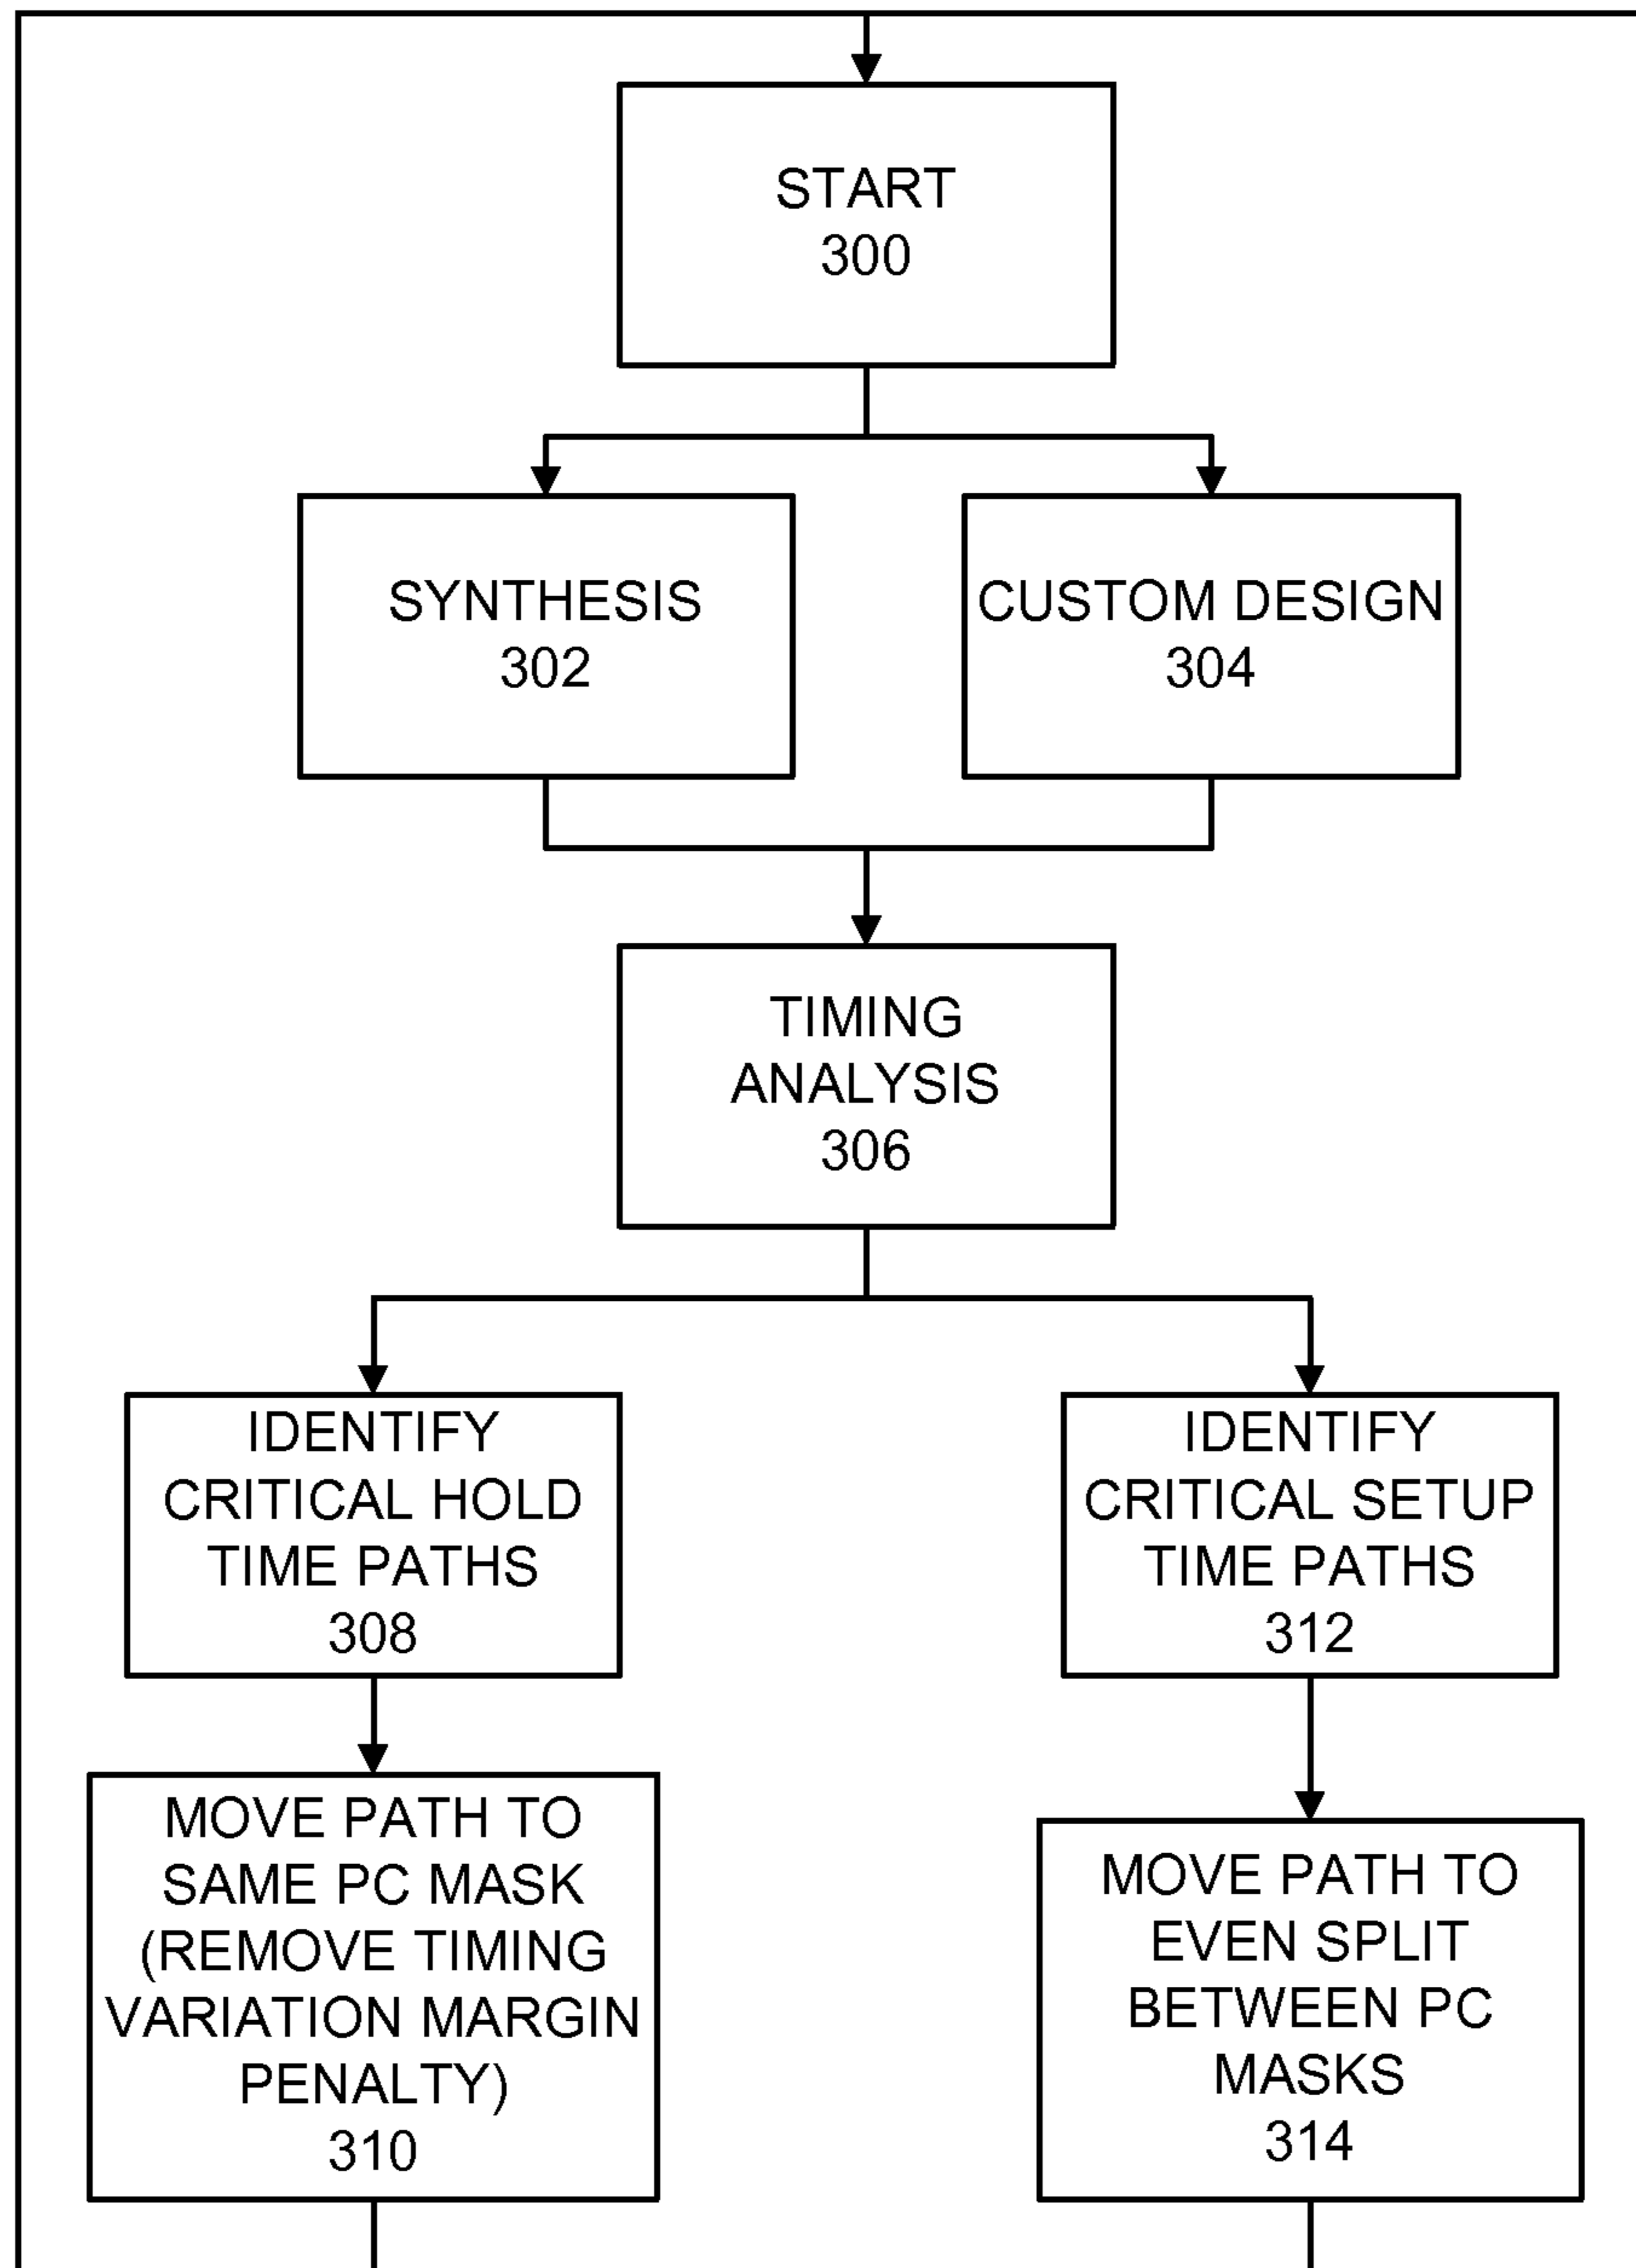 START
300
SYNTHESIS
302
CUSTOM DESIGN
304
TIMING
ANALYSIS
306
IDENTIFY
CRITICAL HOLD
TIME PATHS
308
IDENTIFY
CRITICAL SETUP
TIME PATHS
312
MOVE PATH TO
SAME PC MASK
(REMOVE TIMING
VARIATION MARGIN
PENALTY)
310
MOVE PATH TO
EVEN SPLIT
BETWEEN PC
MASKS
314